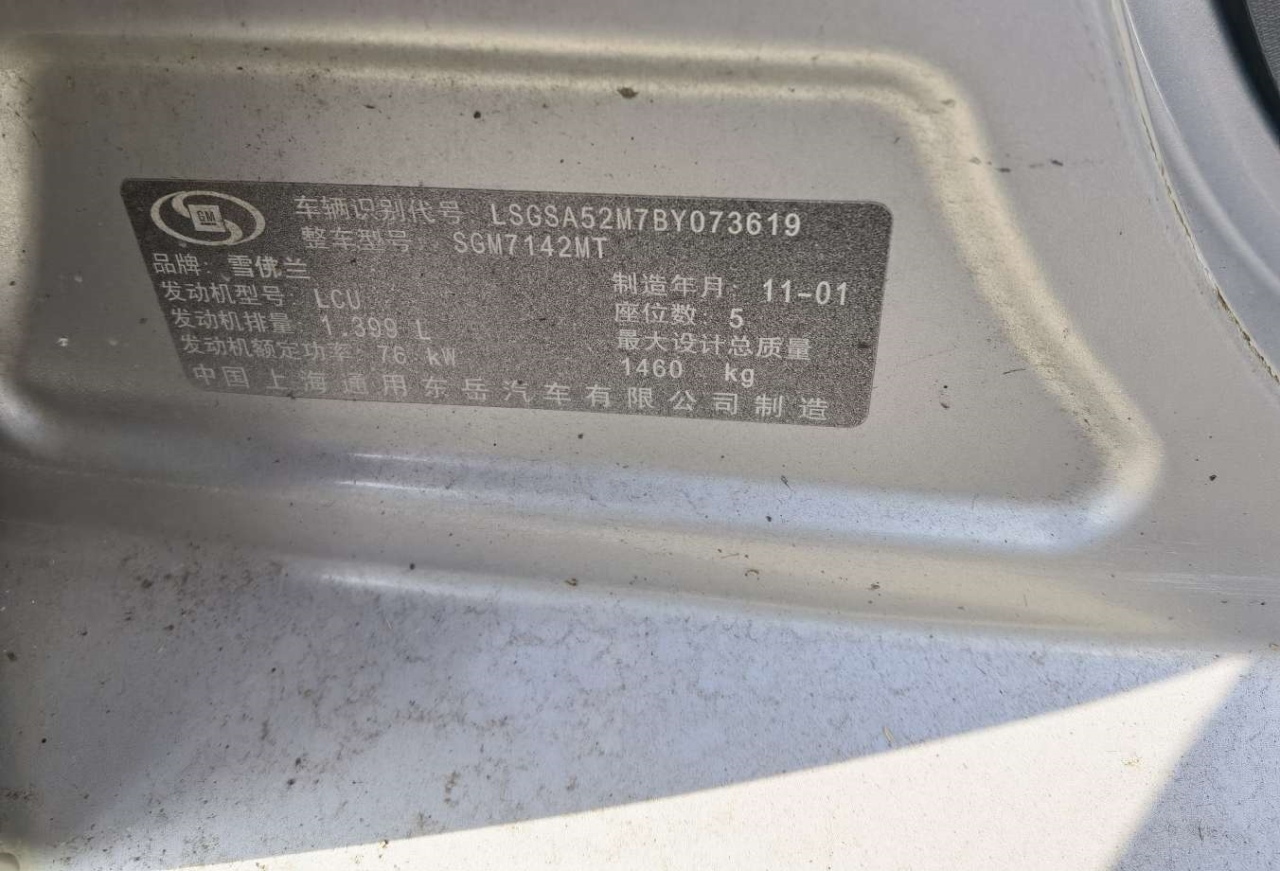 GM
车辆识别代号 LSGSA52M7BY073619
整车型号 SGM7142MT
品牌: 雪佛兰
发动机型号: LCU
发动机排量: 1.399 L
发动机额定功率: 76 kW
制造年月: 11-01
座位数: 5
最大设计总质量
1460 kg
中国上海通用东岳汽车有限公司制造